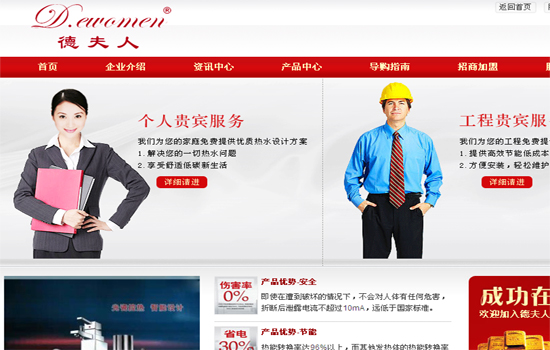 D.ewomen®
德夫人
返回首页
首页 企业介绍 资讯中心 产品中心 导购指南 招商加盟
个人贵宾服务
我们为您的家庭免费提供优质热水设计方案
1.解决您的一切热水问题
2.享受舒适低碳新生活
详细请进
工程贵宾服务
我们为您的工程免费提供
1.提供高效节能低成本
2.方便安装，轻松维护
详细请进
伤害率
0%
产品优势-安全
即使在遭到破坏的情况下，不会对人体有任何危害，
折断后泄露电流不超过10mA，远低于国家标准。
省电
30%
产品优势-节能
热能转换率达96%以上，而其他发热体的热能转换率
成功在
欢迎加入德夫人